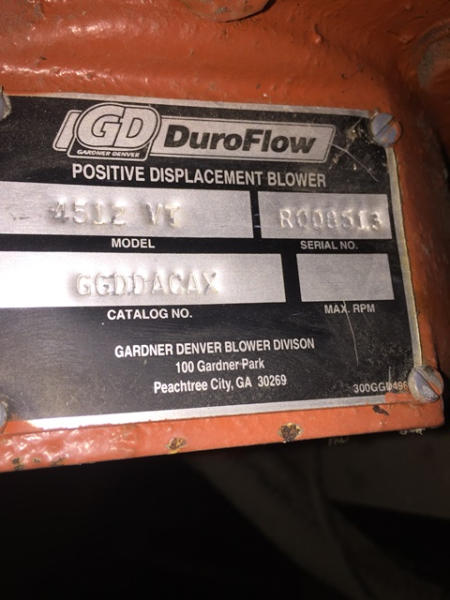 GD DuroFlow
GARDNER DENVER
POSITIVE DISPLACEMENT BLOWER
4512 VT R008513
MODEL SERIAL NO.
GGDDACAX
CATALOG NO. MAX. RPM
GARDNER DENVER BLOWER DIVISON
100 Gardner Park
Peachtree City, GA 30269